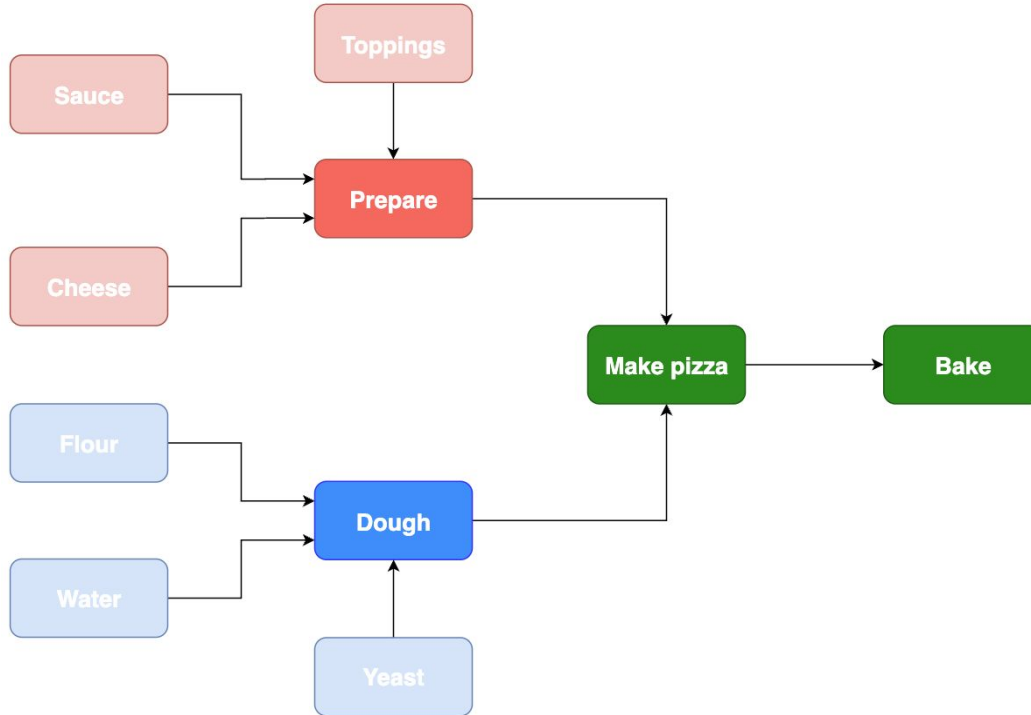 Toppings
Sauce
Prepare
Cheese
Make pizza
Bake
Flour
Dough
Water
Yeast